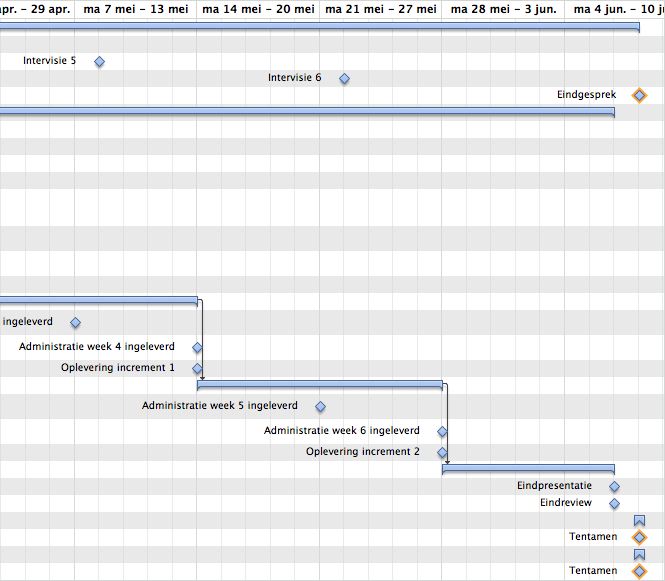 apr. – 29 apr. ma 7 mei – 13 mei ma 14 mei – 20 mei ma 21 mei – 27 mei ma 28 mei – 3 jun. ma 4 jun. – 10 ju
Intervisie 5
Intervisie 6
Eindgesprek
ingeleverd
Administratie week 4 ingeleverd
Oplevering increment 1
Administratie week 5 ingeleverd
Administratie week 6 ingeleverd
Oplevering increment 2
Eindpresentatie
Eindreview
Tentamen
Tentamen